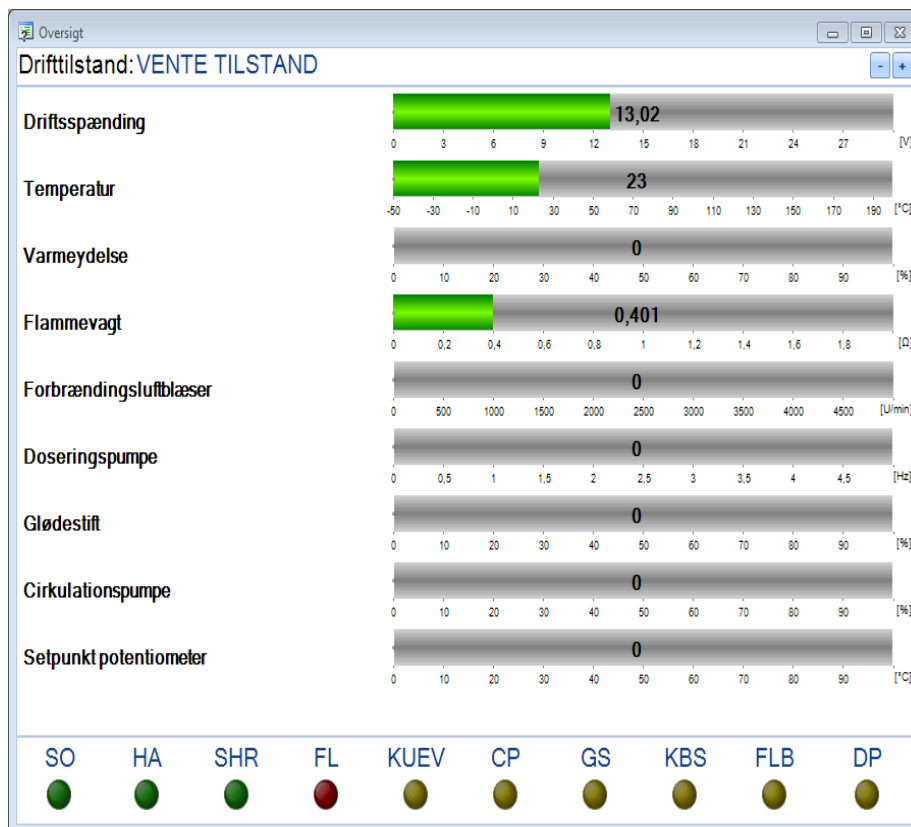 Oversigt
Drifttilstand: VENTE TILSTAND
- +
Driftsspænding 13,02
0 3 6 9 12 15 18 21 24 27 [V]
Temperatur 23
-50 -30 -10 10 30 50 70 90 110 130 150 170 190 [°C]
Varmeydelse 0
0 10 20 30 40 50 60 70 80 90 [%]
Flammevagt 0,401
0 0,2 0,4 0,6 0,8 1 1,2 1,4 1,6 1,8 [Ω]
Forbrændingsluftblæser 0
0 500 1000 1500 2000 2500 3000 3500 4000 4500 [U/min]
Doseringspumpe 0
0 0,5 1 1,5 2 2,5 3 3,5 4 4,5 [Hz]
Glødestift 0
0 10 20 30 40 50 60 70 80 90 [%]
Cirkulationspumpe 0
0 10 20 30 40 50 60 70 80 90 [%]
Setpunkt potentiometer 0
0 10 20 30 40 50 60 70 80 90 [°C]
SO HA SHR FL KUEV CP GS KBS FLB DP